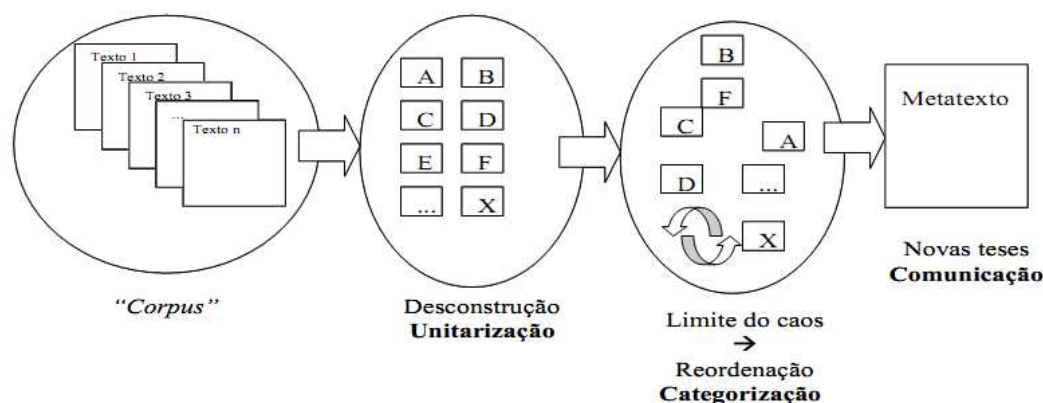 Texto 1
Texto 2
Texto 3
...
Texto n
“Corpus”
A
B
C
D
E
F
...
X
Desconstrução
Unitarização
B
F
C
A
D
...
X
Limite do caos
→
Reordenação
Categorização
Metatexto
Novas teses
Comunicação